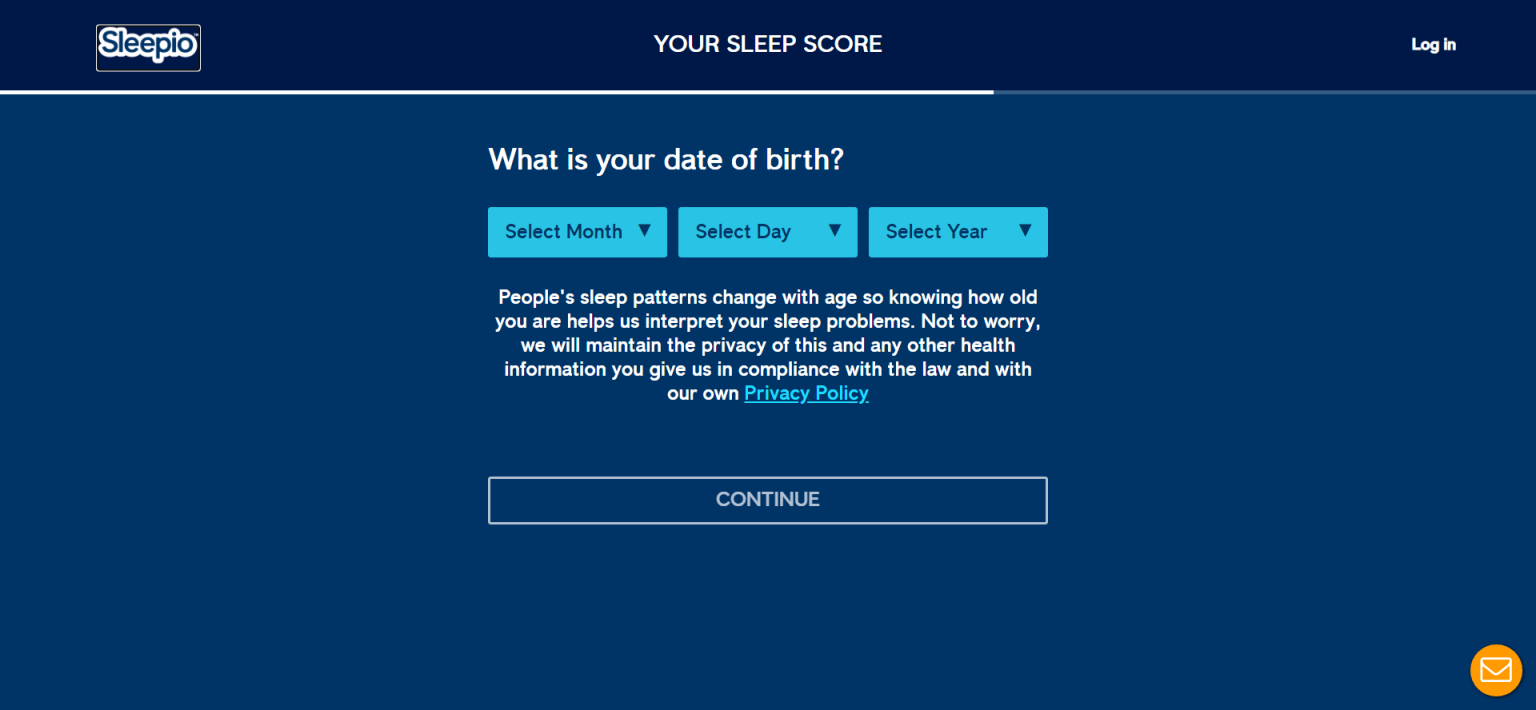 Sleepio™
YOUR SLEEP SCORE
Log in
What is your date of birth?
Select Month ▼
Select Day ▼
Select Year ▼
People's sleep patterns change with age so knowing how old
you are helps us interpret your sleep problems. Not to worry,
we will maintain the privacy of this and any other health
information you give us in compliance with the law and with
our own Privacy Policy
CONTINUE